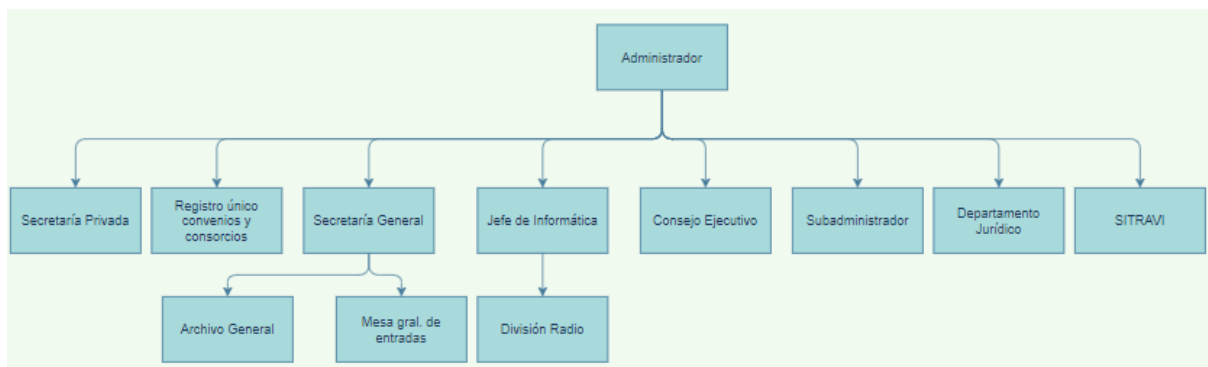 Administrador
Secretaría Privada
Registro único
convenios y
consorcios
Secretaría General
Jefe de Informática
Consejo Ejecutivo
Subadministrador
Departamento
Jurídico
SITRAVI
Archivo General
Mesa gral. de
entradas
División Radio